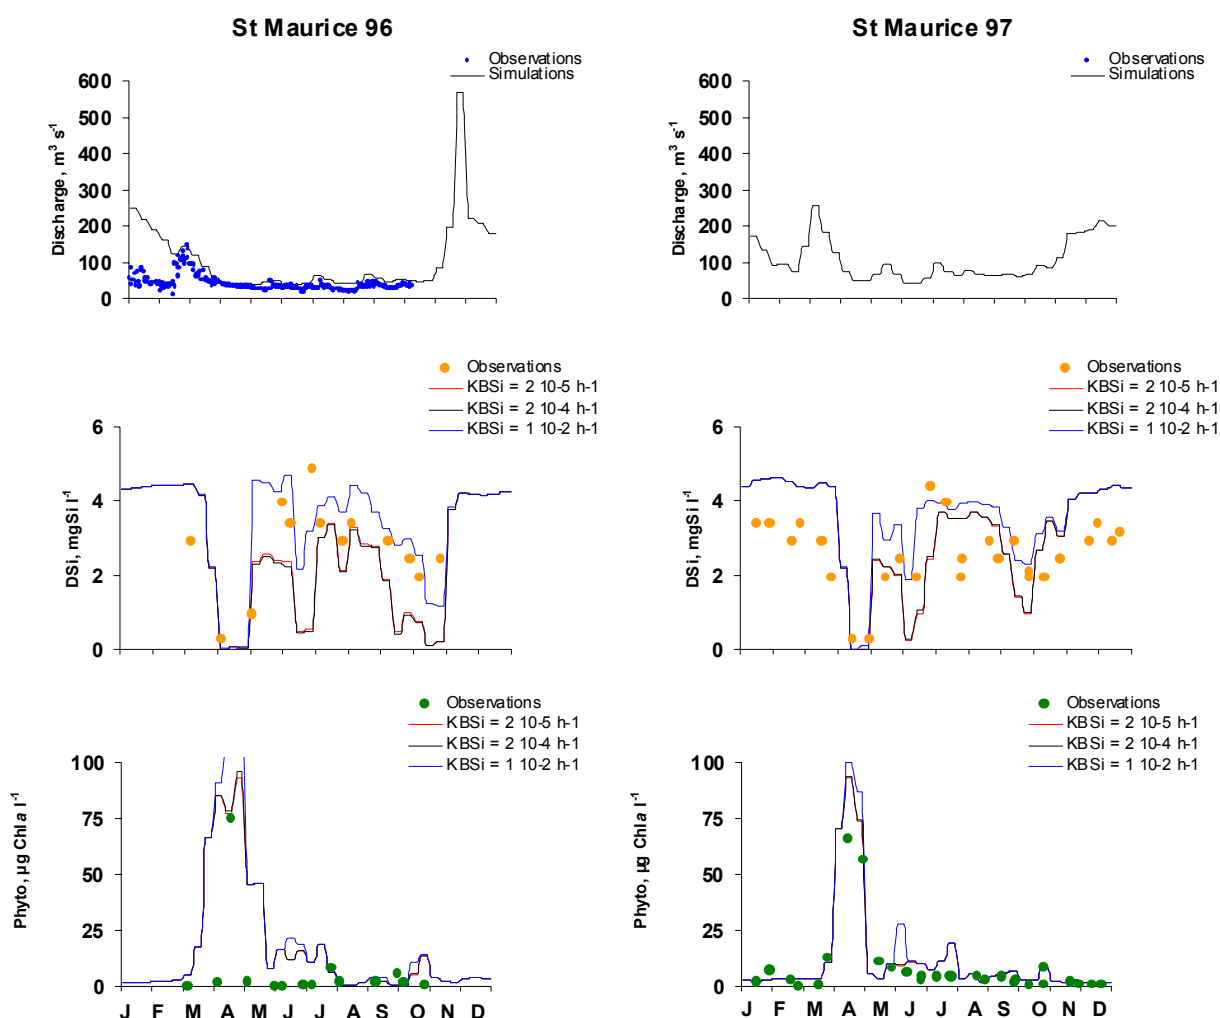 St Maurice 96
St Maurice 97
Observations
Simulations
Observations
Simulations
600
500
400
300
200
100
0
Discharge, m³ s⁻¹
600
500
400
300
200
100
0
Discharge, m³ s⁻¹
Observations
KBSi = 2 10-5 h-1
KBSi = 2 10-4 h-1
KBSi = 1 10-2 h-1
Observations
KBSi = 2 10-5 h-1
KBSi = 2 10-4 h-1
KBSi = 1 10-2 h-1
6
4
2
0
DSi, mgSi l⁻¹
6
4
2
0
DSi, mgSi l⁻¹
Observations
KBSi = 2 10-5 h-1
KBSi = 2 10-4 h-1
KBSi = 1 10-2 h-1
Observations
KBSi = 2 10-5 h-1
KBSi = 2 10-4 h-1
KBSi = 1 10-2 h-1
100
75
50
25
0
Phyto, µg Chla l⁻¹
J F M A M J J A S O N D
100
75
50
25
0
Phyto, µg Chla l⁻¹
J F M A M J J A S O N D